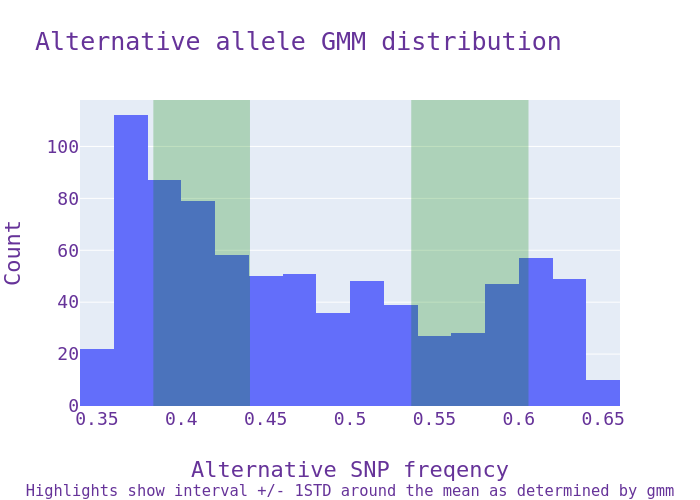 Alternative allele GMM distribution
100
80
60
40
20
0
Count
0.35 0.4 0.45 0.5 0.55 0.6 0.65
Alternative SNP freqency
Highlights show interval +/- 1STD around the mean as determined by gmm